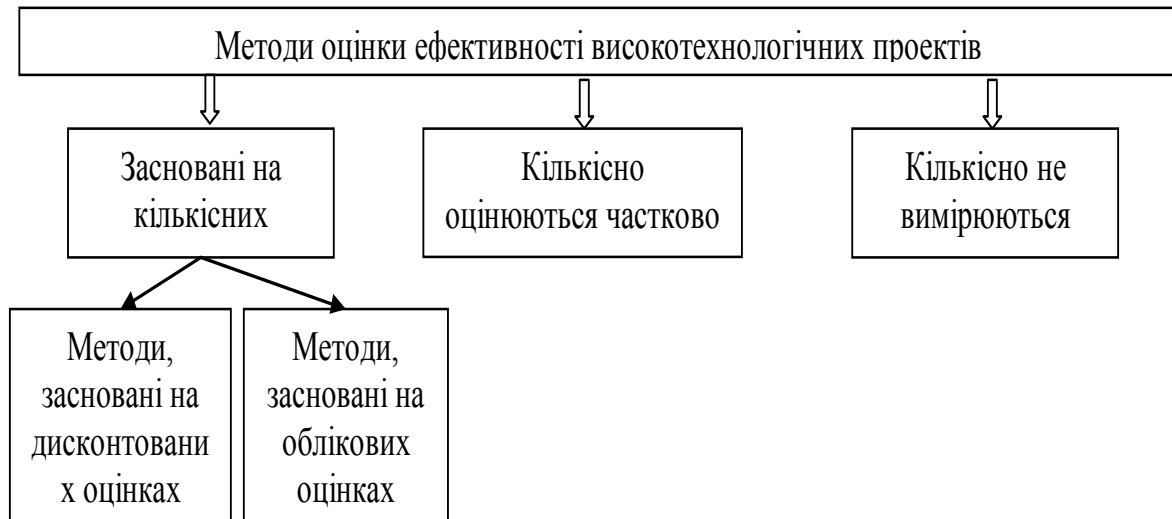 Методи оцінки ефективності високотехнологічних проектів
Засновані на
кількісних
Кількісно
оцінюються частково
Кількісно не
вимірюються
Методи,
засновані на
дисконтовани
х оцінках
Методи,
засновані на
облікових
оцінках